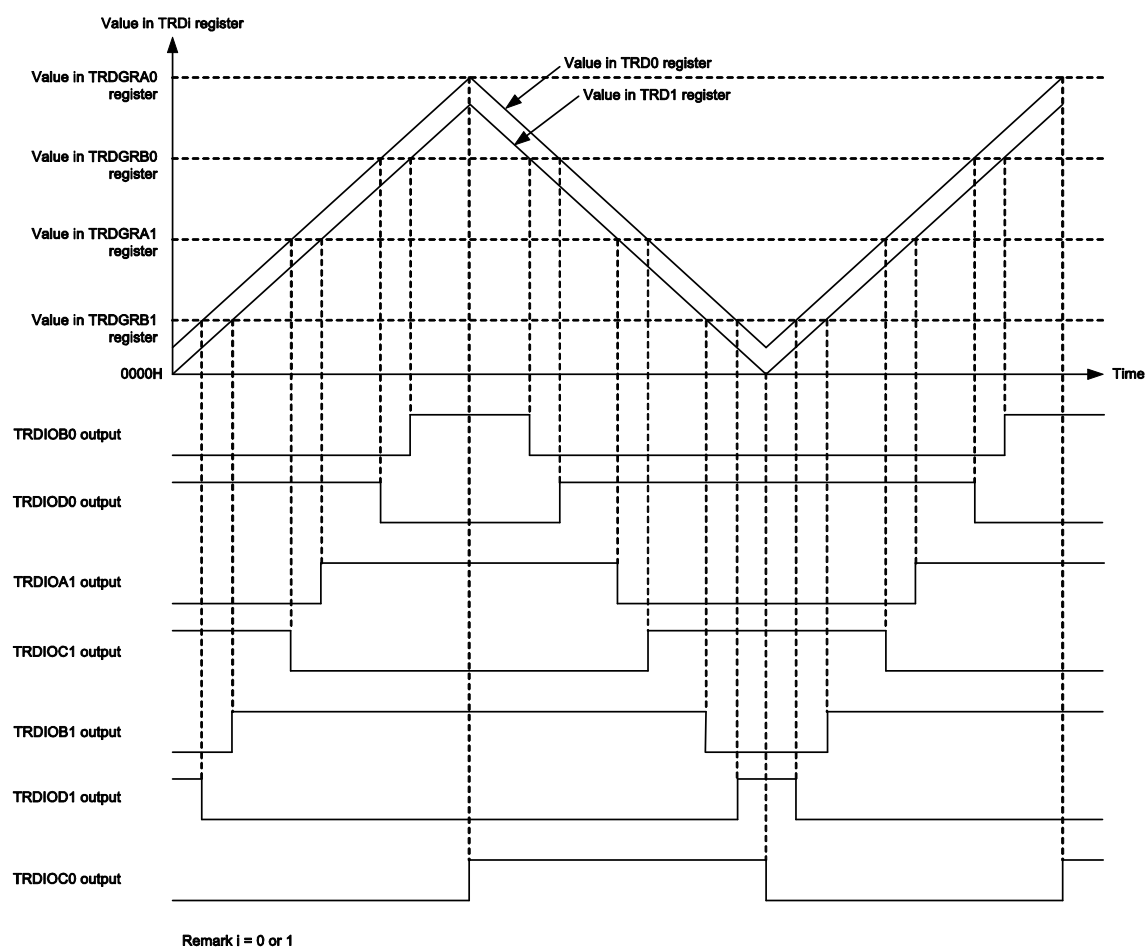 Value in TRDi register
Value in TRDGRA0
register
Value in TRD0 register
Value in TRD1 register
Value in TRDGRB0
register
Value in TRDGRA1
register
Value in TRDGRB1
register
0000H
Time
TRDIOB0 output
TRDIOD0 output
TRDIOA1 output
TRDIOC1 output
TRDIOB1 output
TRDIOD1 output
TRDIOC0 output
Remark i = 0 or 1